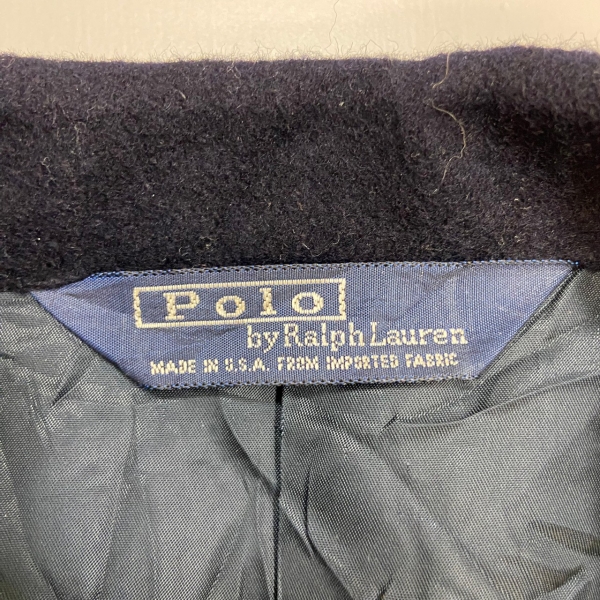 Polo
by Ralph Lauren
MADE IN U.S.A. FROM IMPORTED FABRIC